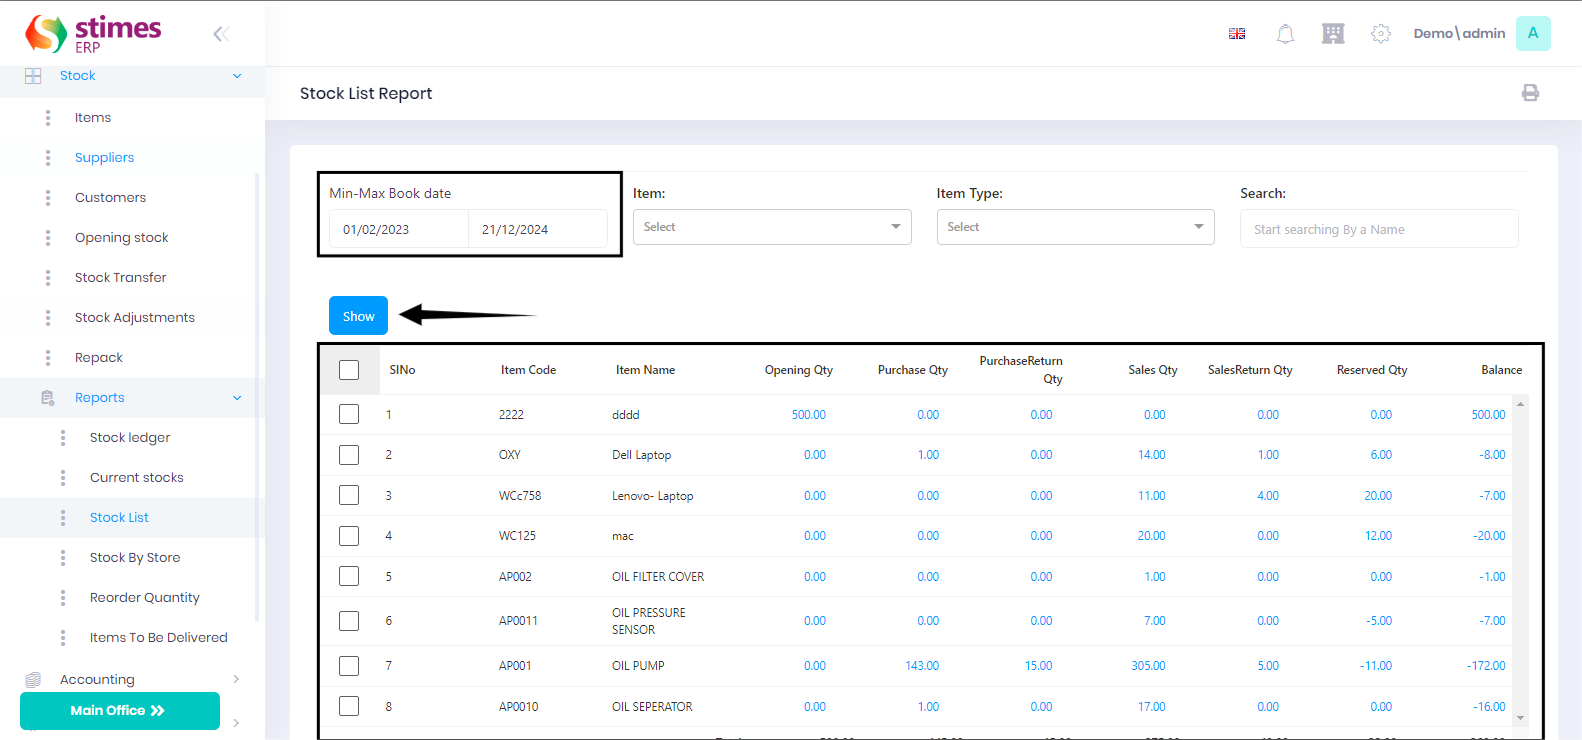 stimes
ERP
Demo\admin
A
Stock
Items
Suppliers
Customers
Opening stock
Stock Transfer
Stock Adjustments
Repack
Reports
Stock ledger
Current stocks
Stock List
Stock By Store
Reorder Quantity
Items To Be Delivered
Accounting
Main Office
Stock List Report
Min-Max Book date
01/02/2023 21/12/2024
Item:
Select
Item Type:
Select
Search:
Start searching By a Name
Show
SlNo Item Code Item Name Opening Qty Purchase Qty PurchaseReturn Qty Sales Qty SalesReturn Qty Reserved Qty Balance
1 2222 dddd 500.00 0.00 0.00 0.00 0.00 0.00 500.00
2 OXY Dell Laptop 0.00 1.00 0.00 14.00 1.00 6.00 -8.00
3 WCc758 Lenovo- Laptop 0.00 0.00 0.00 11.00 4.00 20.00 -7.00
4 WC125 mac 0.00 0.00 0.00 20.00 0.00 12.00 -20.00
5 AP002 OIL FILTER COVER 0.00 0.00 0.00 1.00 0.00 0.00 -1.00
6 AP0011 OIL PRESSURE SENSOR 0.00 0.00 0.00 7.00 0.00 -5.00 -7.00
7 AP001 OIL PUMP 0.00 143.00 15.00 305.00 5.00 -11.00 -172.00
8 AP0010 OIL SEPERATOR 0.00 1.00 0.00 17.00 0.00 0.00 -16.00